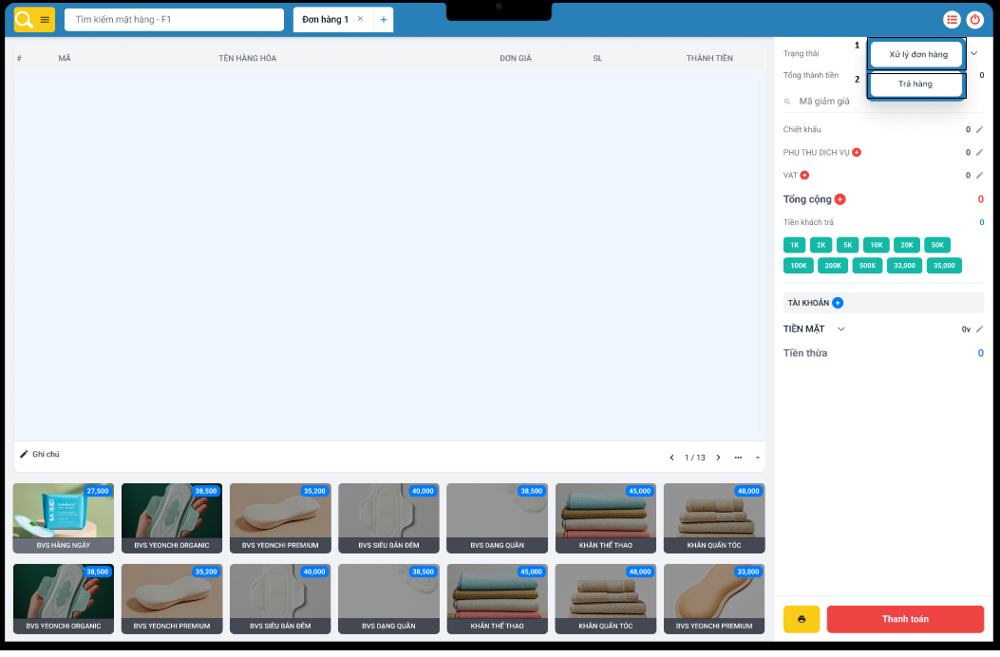 Tìm kiếm mặt hàng - F1
Đơn hàng 1 × +
# MÃ TÊN HÀNG HÓA ĐƠN GIÁ SL THÀNH TIỀN
Trạng thái 1 Xử lý đơn hàng
Tổng thành tiền 2 Trả hàng 0
Mã giảm giá
Chiết khấu 0
PHỤ THU DỊCH VỤ 0
VAT 0
Tổng cộng 0
Tiền khách trả 0
1K 2K 5K 10K 20K 50K
100K 200K 500K 33,000 35,000
TÀI KHOẢN
TIỀN MẶT 0v
Tiền thừa 0
Ghi chú
1 / 13
27,500 38,500 35,200 40,000 38,500 45,000 48,000
BVS HÀNG NGÀY BVS YEONCHI ORGANIC BVS YEONCHI PREMIUM BVS SIÊU BÁN ĐÊM BVS DẠNG QUẦN KHĂN THỂ THAO KHĂN QUẤN TÓC
38,500 35,200 40,000 38,500 45,000 48,000 33,000
BVS YEONCHI ORGANIC BVS YEONCHI PREMIUM BVS SIÊU BÁN ĐÊM BVS DẠNG QUẦN KHĂN THỂ THAO KHĂN QUẤN TÓC BVS YEONCHI PREMIUM
Thanh toán